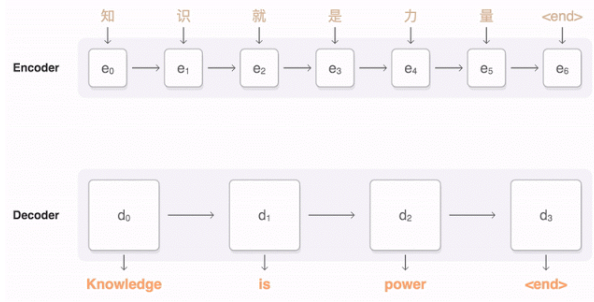 知 识 就 是 力 量 <end>
Encoder e₀ e₁ e₂ e₃ e₄ e₅ e₆
Decoder d₀ d₁ d₂ d₃
Knowledge is power <end>